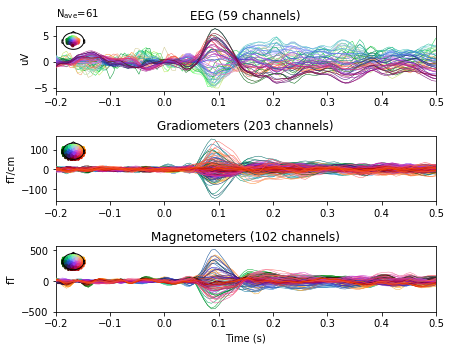 N_ave=61
EEG (59 channels)
5
0
−5
uV
−0.2 −0.1 0.0 0.1 0.2 0.3 0.4 0.5
Gradiometers (203 channels)
100
0
−100
fT/cm
−0.2 −0.1 0.0 0.1 0.2 0.3 0.4 0.5
Magnetometers (102 channels)
500
0
−500
fT
−0.2 −0.1 0.0 0.1 0.2 0.3 0.4 0.5
Time (s)